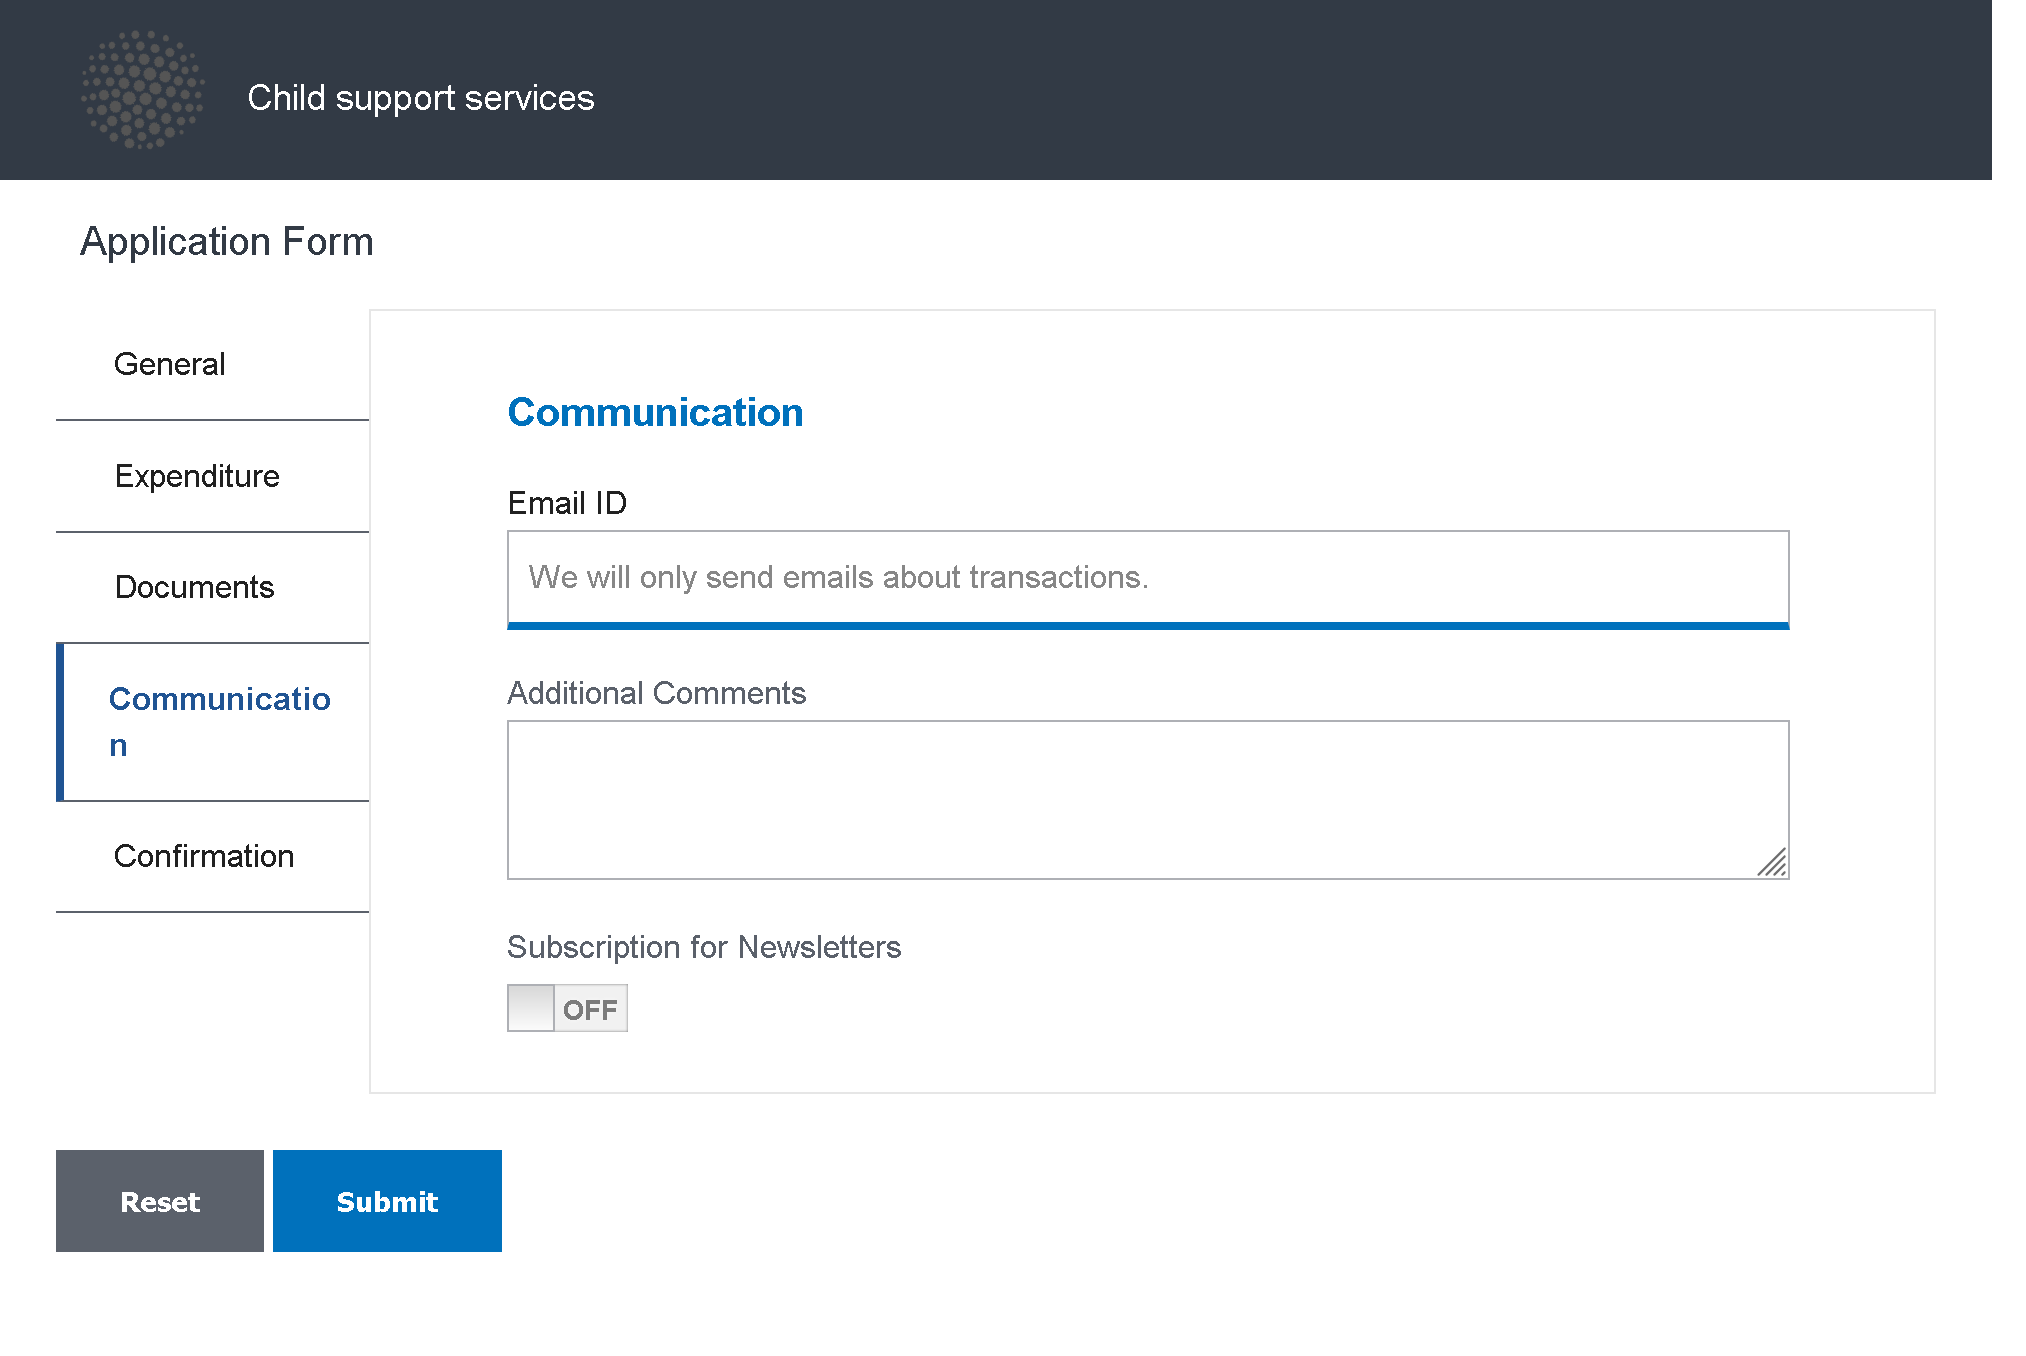 Child support services
Application Form
General
Expenditure
Documents
Communicatio
n
Confirmation
Communication
Email ID
We will only send emails about transactions.
Additional Comments
Subscription for Newsletters
OFF
Reset
Submit